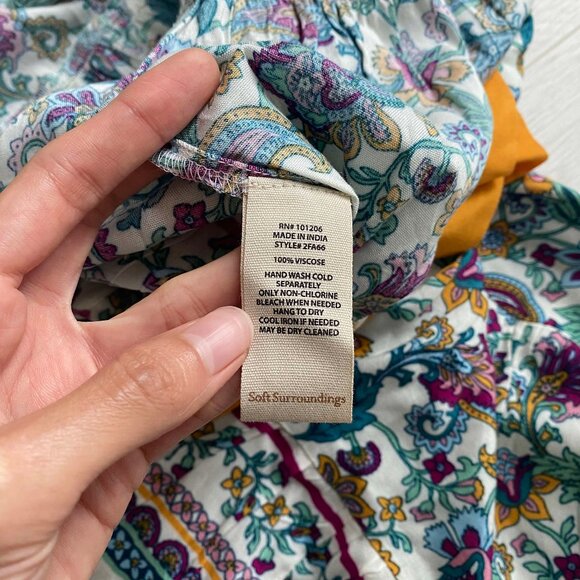 RN# 101206
MADE IN INDIA
STYLE# 2FA66
100% VISCOSE
HAND WASH COLD
SEPARATELY
ONLY NON-CHLORINE
BLEACH WHEN NEEDED
HANG TO DRY
COOL IRON IF NEEDED
MAY BE DRY CLEANED
Soft Surroundings